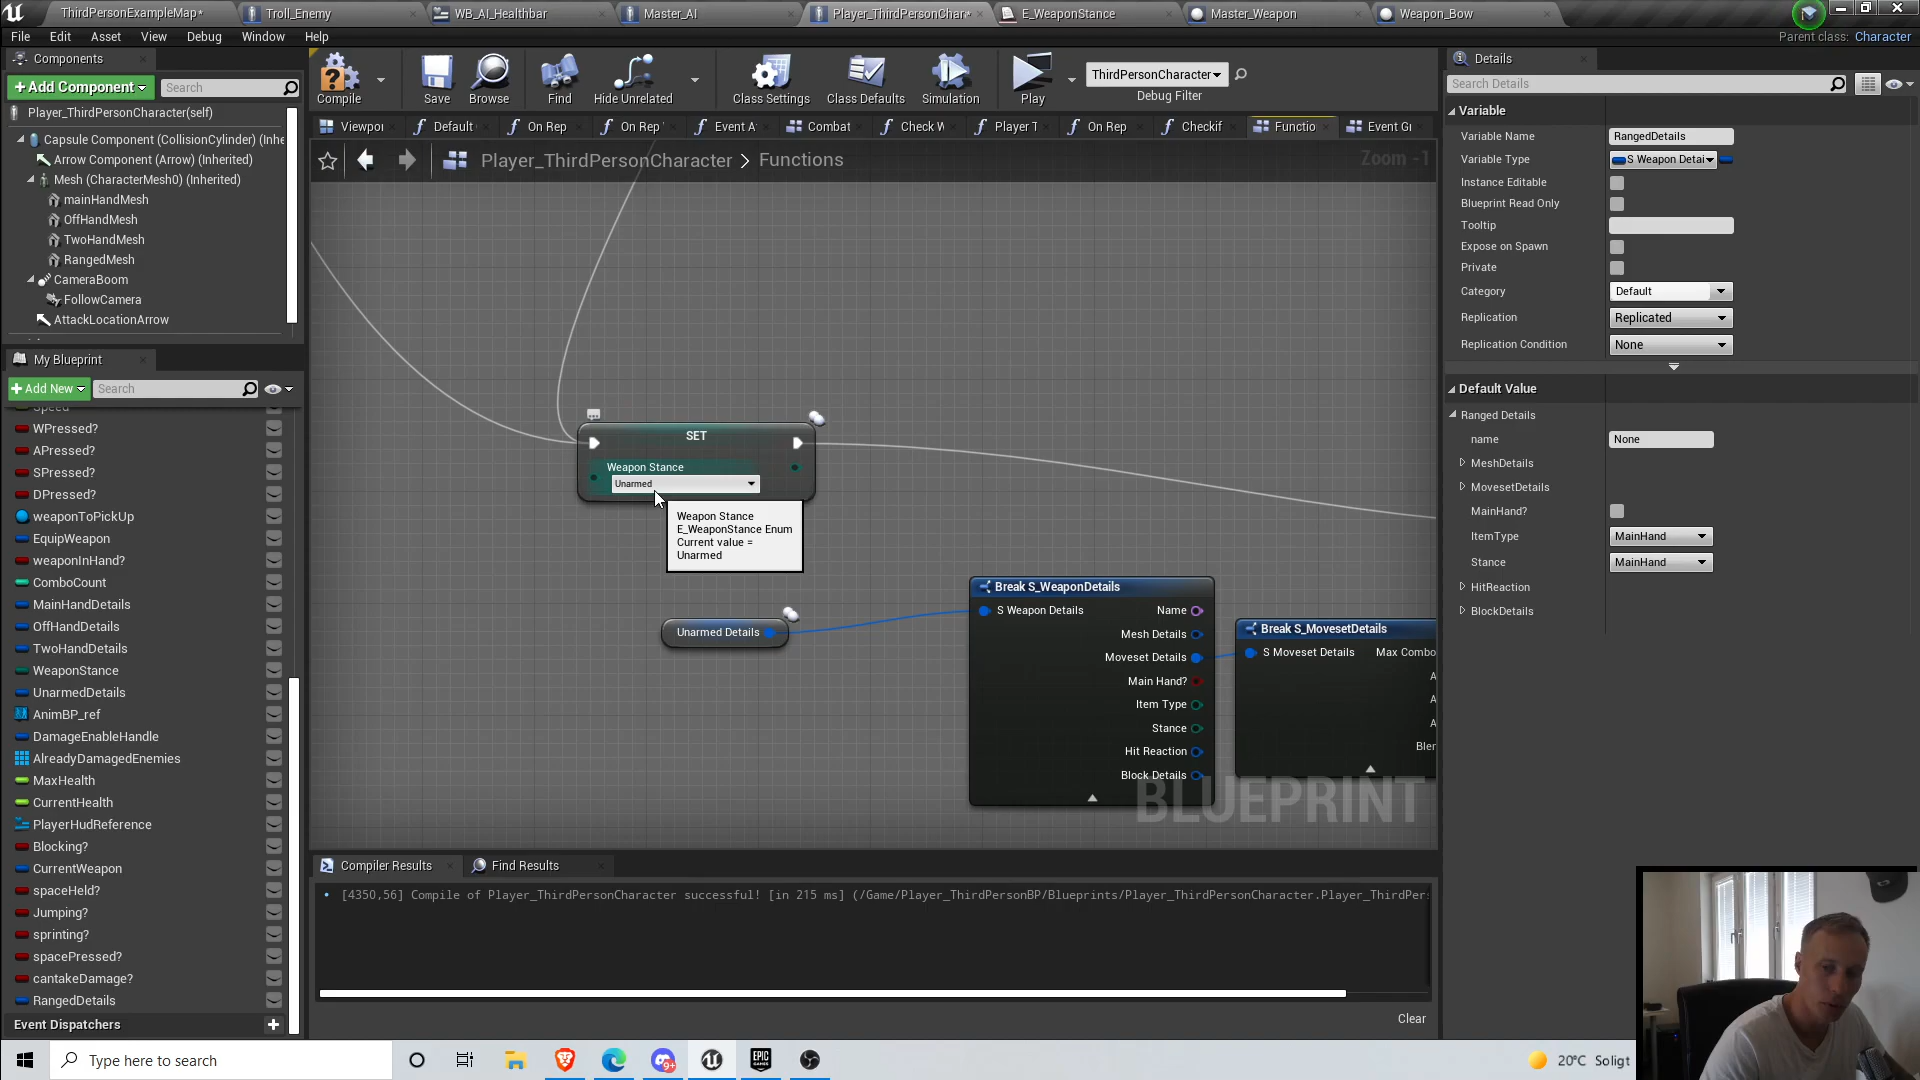 ThirdPersonExampleMap*
Troll_Enemy
WB_AI_Healthbar
Master_AI
Player_ThirdPersonChar*
E_WeaponStance
Master_Weapon
Weapon_Bow
File Edit Asset View Debug Window Help
Parent class: Character
Components
+Add Component
Search
Player_ThirdPersonCharacter(self)
Capsule Component (CollisionCylinder) (Inhe
Arrow Component (Arrow) (Inherited)
Mesh (CharacterMesh0) (Inherited)
mainHandMesh
OffHandMesh
TwoHandMesh
RangedMesh
CameraBoom
FollowCamera
AttackLocationArrow
My Blueprint
+Add New
Search
Speed
WPressed?
APressed?
SPressed?
DPressed?
weaponToPickUp
EquipWeapon
weaponInHand?
ComboCount
MainHandDetails
OffHandDetails
TwoHandDetails
WeaponStance
UnarmedDetails
AnimBP_ref
DamageEnableHandle
AlreadyDamagedEnemies
MaxHealth
CurrentHealth
PlayerHudReference
Blocking?
CurrentWeapon
spaceHeld?
Jumping?
sprinting?
spacePressed?
cantakeDamage?
RangedDetails
Event Dispatchers
Compile
Save
Browse
Find
Hide Unrelated
Class Settings
Class Defaults
Simulation
Play
ThirdPersonCharacter
Debug Filter
Viewpor
Default
On Rep
On Rep
Event A
Combat
Check W
Player T
On Rep
Checkif
Functio
Event Gr
Player_ThirdPersonCharacter > Functions
Zoom -1
SET
Weapon Stance
Unarmed
Weapon Stance
E_WeaponStance Enum
Current value =
Unarmed
Unarmed Details
Break S_WeaponDetails
S Weapon Details
Name
Mesh Details
Moveset Details
Main Hand?
Item Type
Stance
Hit Reaction
Block Details
Break S_MovesetDetails
S Moveset Details
Max Combo
A
A
A
Blen
BLUEPRINT
Compiler Results
Find Results
[4350,56] Compile of Player_ThirdPersonCharacter successful! [in 215 ms] (/Game/Player_ThirdPersonBP/Blueprints/Player_ThirdPersonCharacter.Player_ThirdPer
Clear
Details
Search Details
Variable
Variable Name
RangedDetails
Variable Type
S Weapon Detai
Instance Editable
Blueprint Read Only
Tooltip
Expose on Spawn
Private
Category
Default
Replication
Replicated
Replication Condition
None
Default Value
Ranged Details
name
None
MeshDetails
MovesetDetails
MainHand?
ItemType
MainHand
Stance
MainHand
HitReaction
BlockDetails
Type here to search
9+
EPIC
GAMES
20°C Soligt